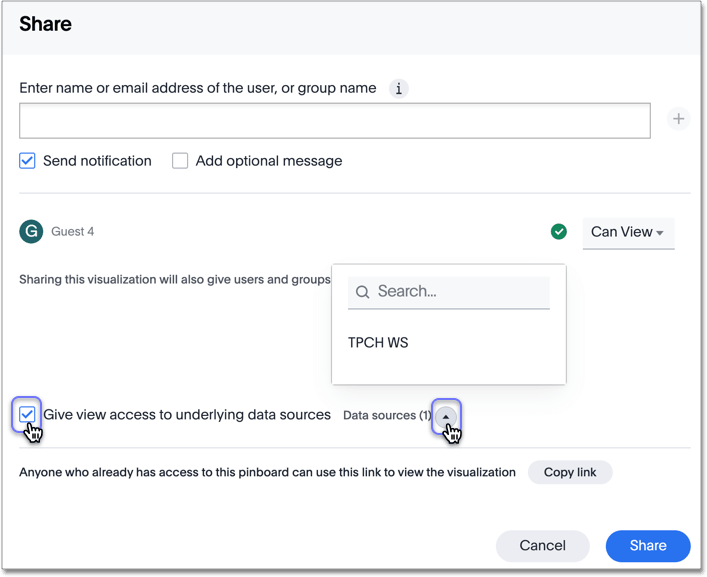 Share
Enter name or email address of the user, or group name i
+
Send notification Add optional message
G Guest 4 Can View
Sharing this visualization will also give users and groups
Search...
TPCH WS
Give view access to underlying data sources Data sources (1)
Anyone who already has access to this pinboard can use this link to view the visualization Copy link
Cancel Share